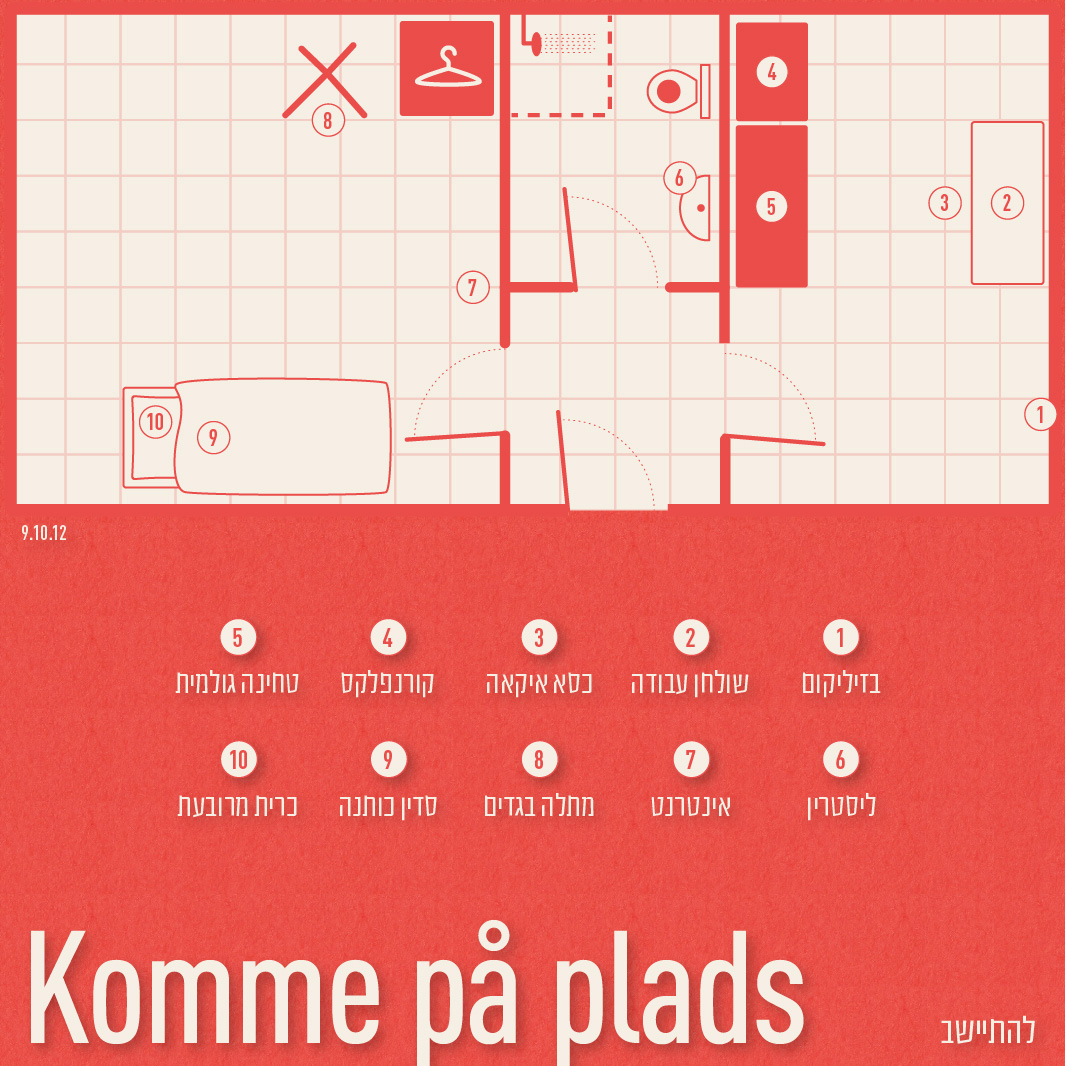 8
4
6
3
2
5
7
1
10
9
9.10.12
1
2
3
4
5
בזיליקום
שולחן עבודה
כסא איקאה
קורנפלקס
טחינה גולמית
6
7
8
9
10
ליסטרין
אינטרנט
מתלה בגדים
סדין כותנה
כרית מרובעת
Komme på plads
להתיישב